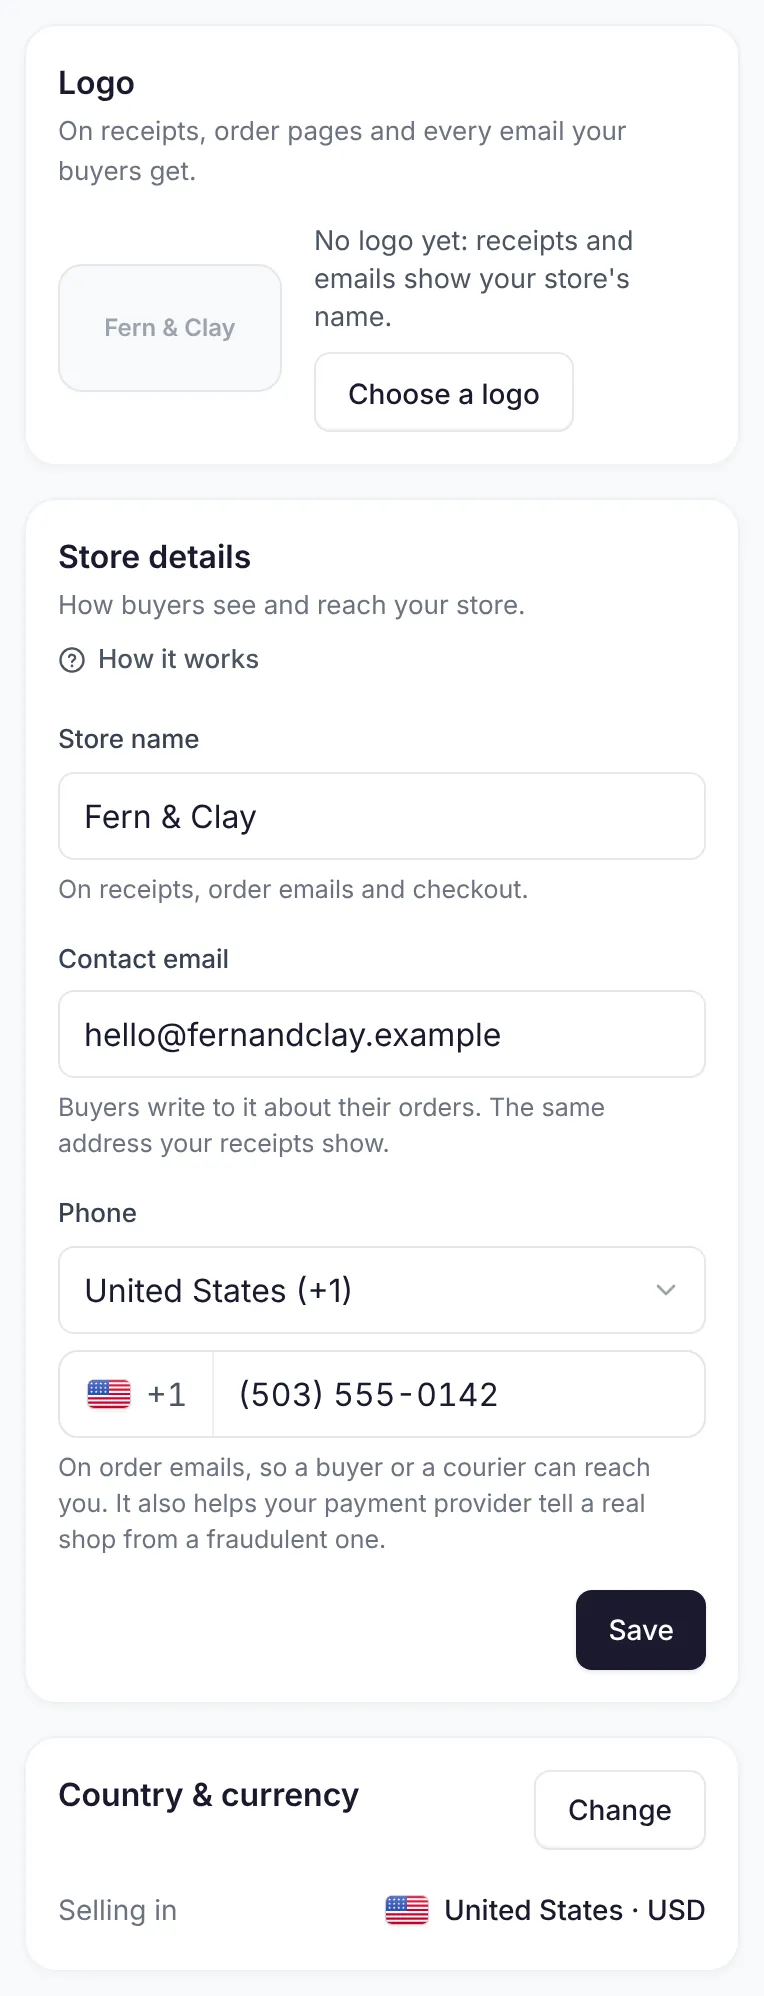 Logo
On receipts, order pages and every email your
buyers get.
Fern & Clay
No logo yet: receipts and
emails show your store's
name.
Choose a logo
Store details
How buyers see and reach your store.
How it works
Store name
Fern & Clay
On receipts, order emails and checkout.
Contact email
hello@fernandclay.example
Buyers write to it about their orders. The same
address your receipts show.
Phone
United States (+1)
+1 (503) 555-0142
On order emails, so a buyer or a courier can reach
you. It also helps your payment provider tell a real
shop from a fraudulent one.
Save
Country & currency
Change
Selling in United States · USD